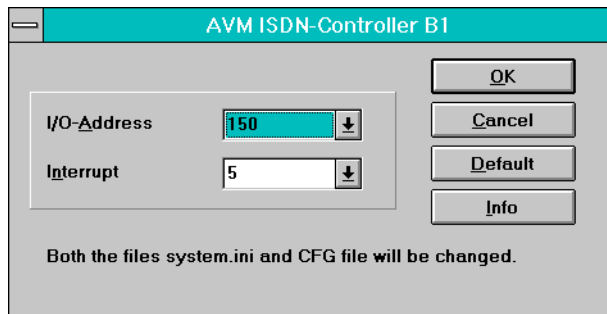 AVM ISDN-Controller B1
OK
I/O-Address 150
Cancel
Interrupt 5
Default
Info
Both the files system.ini and CFG file will be changed.